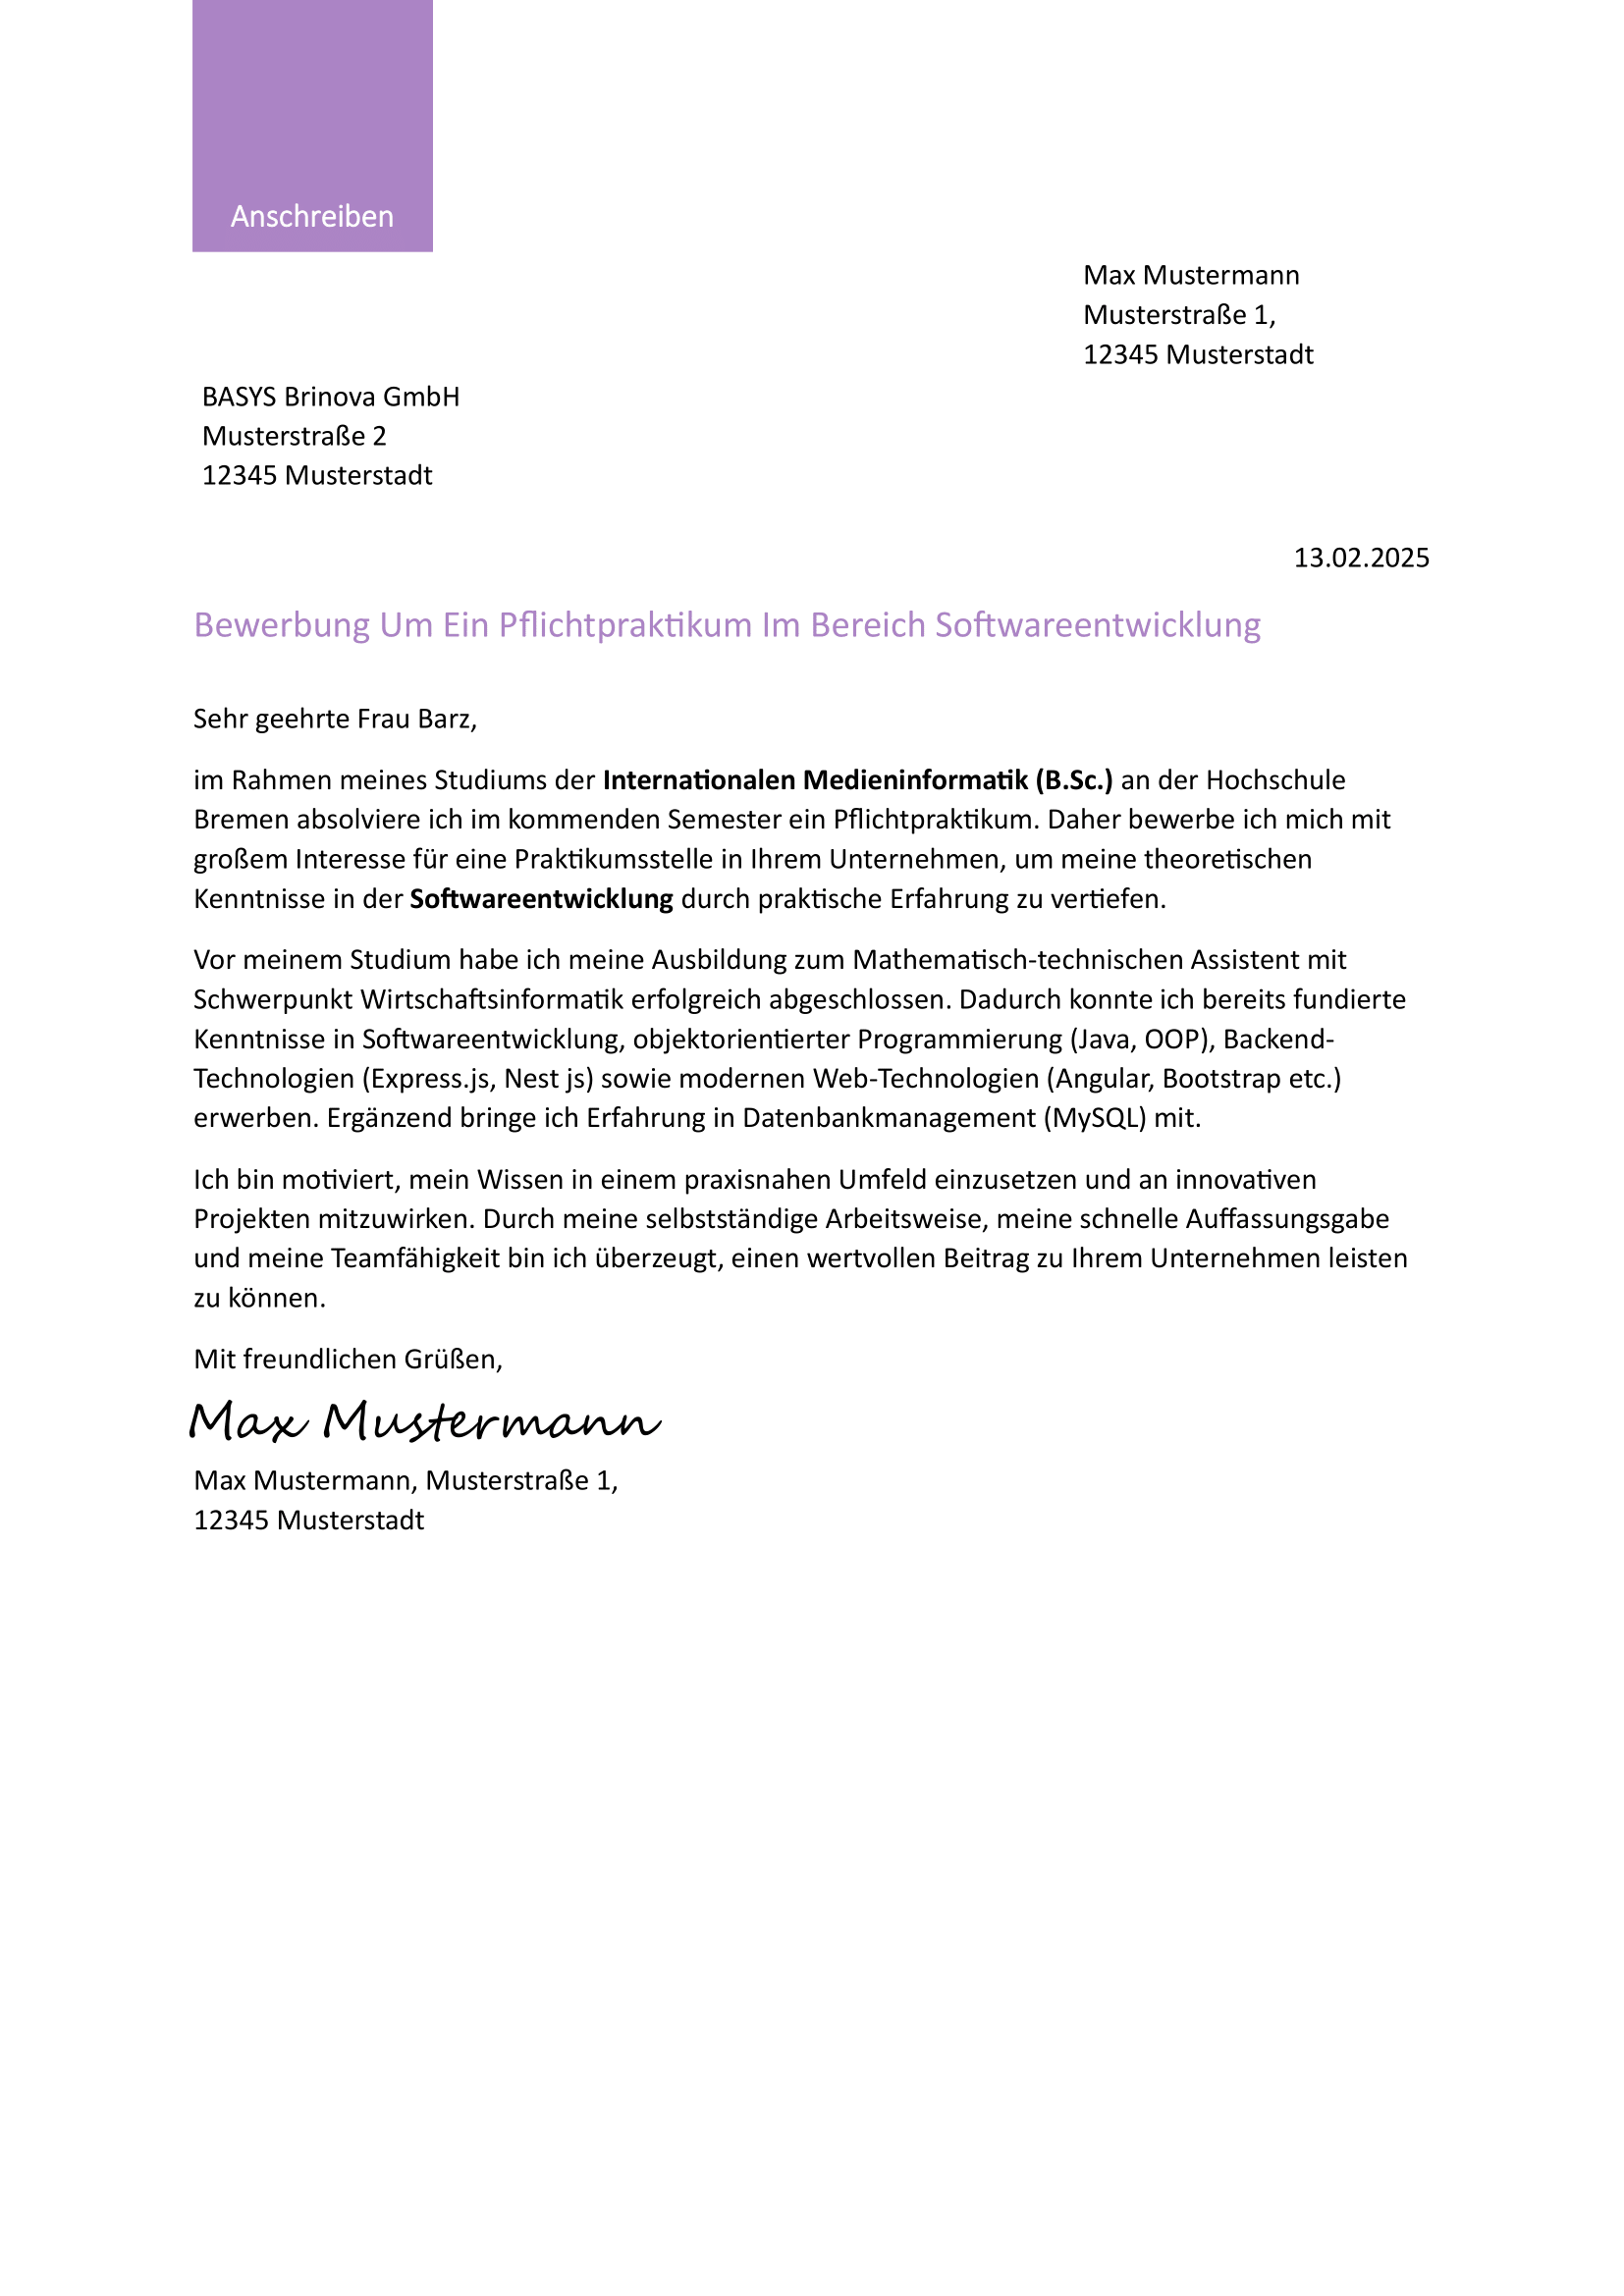 Anschreiben
Max Mustermann
Musterstraße 1,
12345 Musterstadt
BASYS Brinova GmbH
Musterstraße 2
12345 Musterstadt
13.02.2025
Bewerbung Um Ein Pflichtpraktikum Im Bereich Softwareentwicklung
Sehr geehrte Frau Barz,
im Rahmen meines Studiums der Internationalen Medieninformatik (B.Sc.) an der Hochschule
Bremen absolviere ich im kommenden Semester ein Pflichtpraktikum. Daher bewerbe ich mich mit
großem Interesse für eine Praktikumsstelle in Ihrem Unternehmen, um meine theoretischen
Kenntnisse in der Softwareentwicklung durch praktische Erfahrung zu vertiefen.
Vor meinem Studium habe ich meine Ausbildung zum Mathematisch-technischen Assistent mit
Schwerpunkt Wirtschaftsinformatik erfolgreich abgeschlossen. Dadurch konnte ich bereits fundierte
Kenntnisse in Softwareentwicklung, objektorientierter Programmierung (Java, OOP), Backend-
Technologien (Express.js, Nest js) sowie modernen Web-Technologien (Angular, Bootstrap etc.)
erwerben. Ergänzend bringe ich Erfahrung in Datenbankmanagement (MySQL) mit.
Ich bin motiviert, mein Wissen in einem praxisnahen Umfeld einzusetzen und an innovativen
Projekten mitzuwirken. Durch meine selbstständige Arbeitsweise, meine schnelle Auffassungsgabe
und meine Teamfähigkeit bin ich überzeugt, einen wertvollen Beitrag zu Ihrem Unternehmen leisten
zu können.
Mit freundlichen Grüßen,
Max Mustermann
Max Mustermann, Musterstraße 1,
12345 Musterstadt